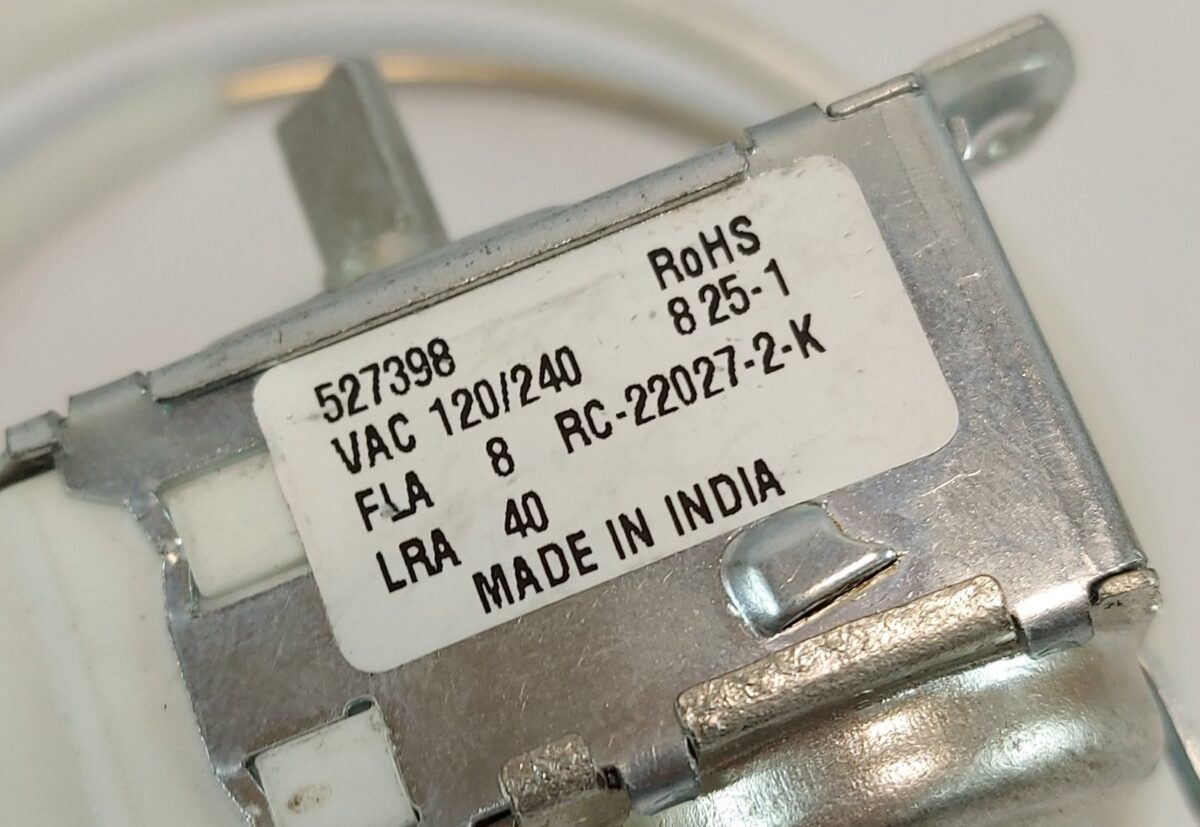 RoHS
527398 825-1
VAC 120/240
FLA 8 RC-22027-2-K
LRA 40
MADE IN INDIA